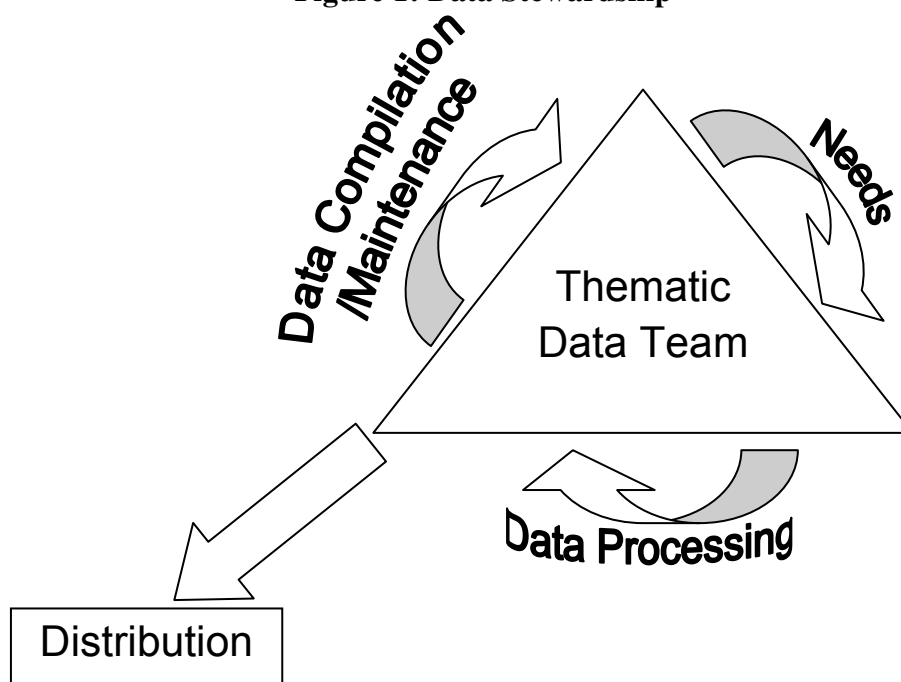 Figure 1. Data Stewardship
Data Compilation
/Maintenance
Needs
Thematic
Data Team
Data Processing
Distribution